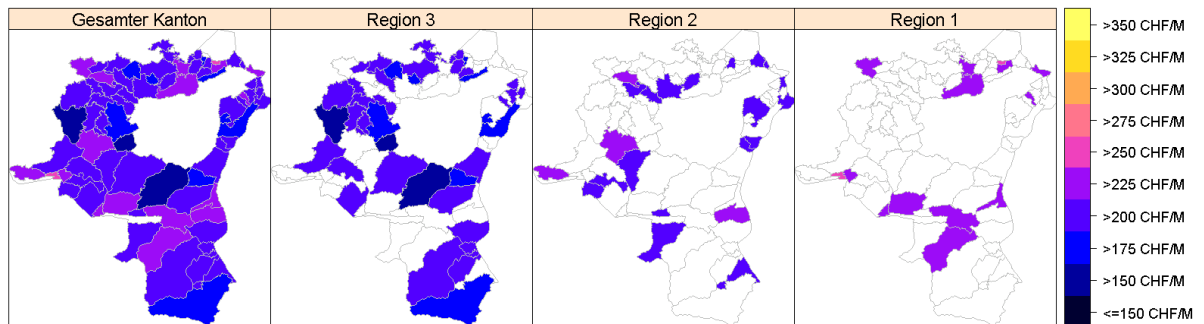 Gesamter Kanton
Region 3
Region 2
Region 1
>350 CHF/M
>325 CHF/M
>300 CHF/M
>275 CHF/M
>250 CHF/M
>225 CHF/M
>200 CHF/M
>175 CHF/M
>150 CHF/M
<=150 CHF/M